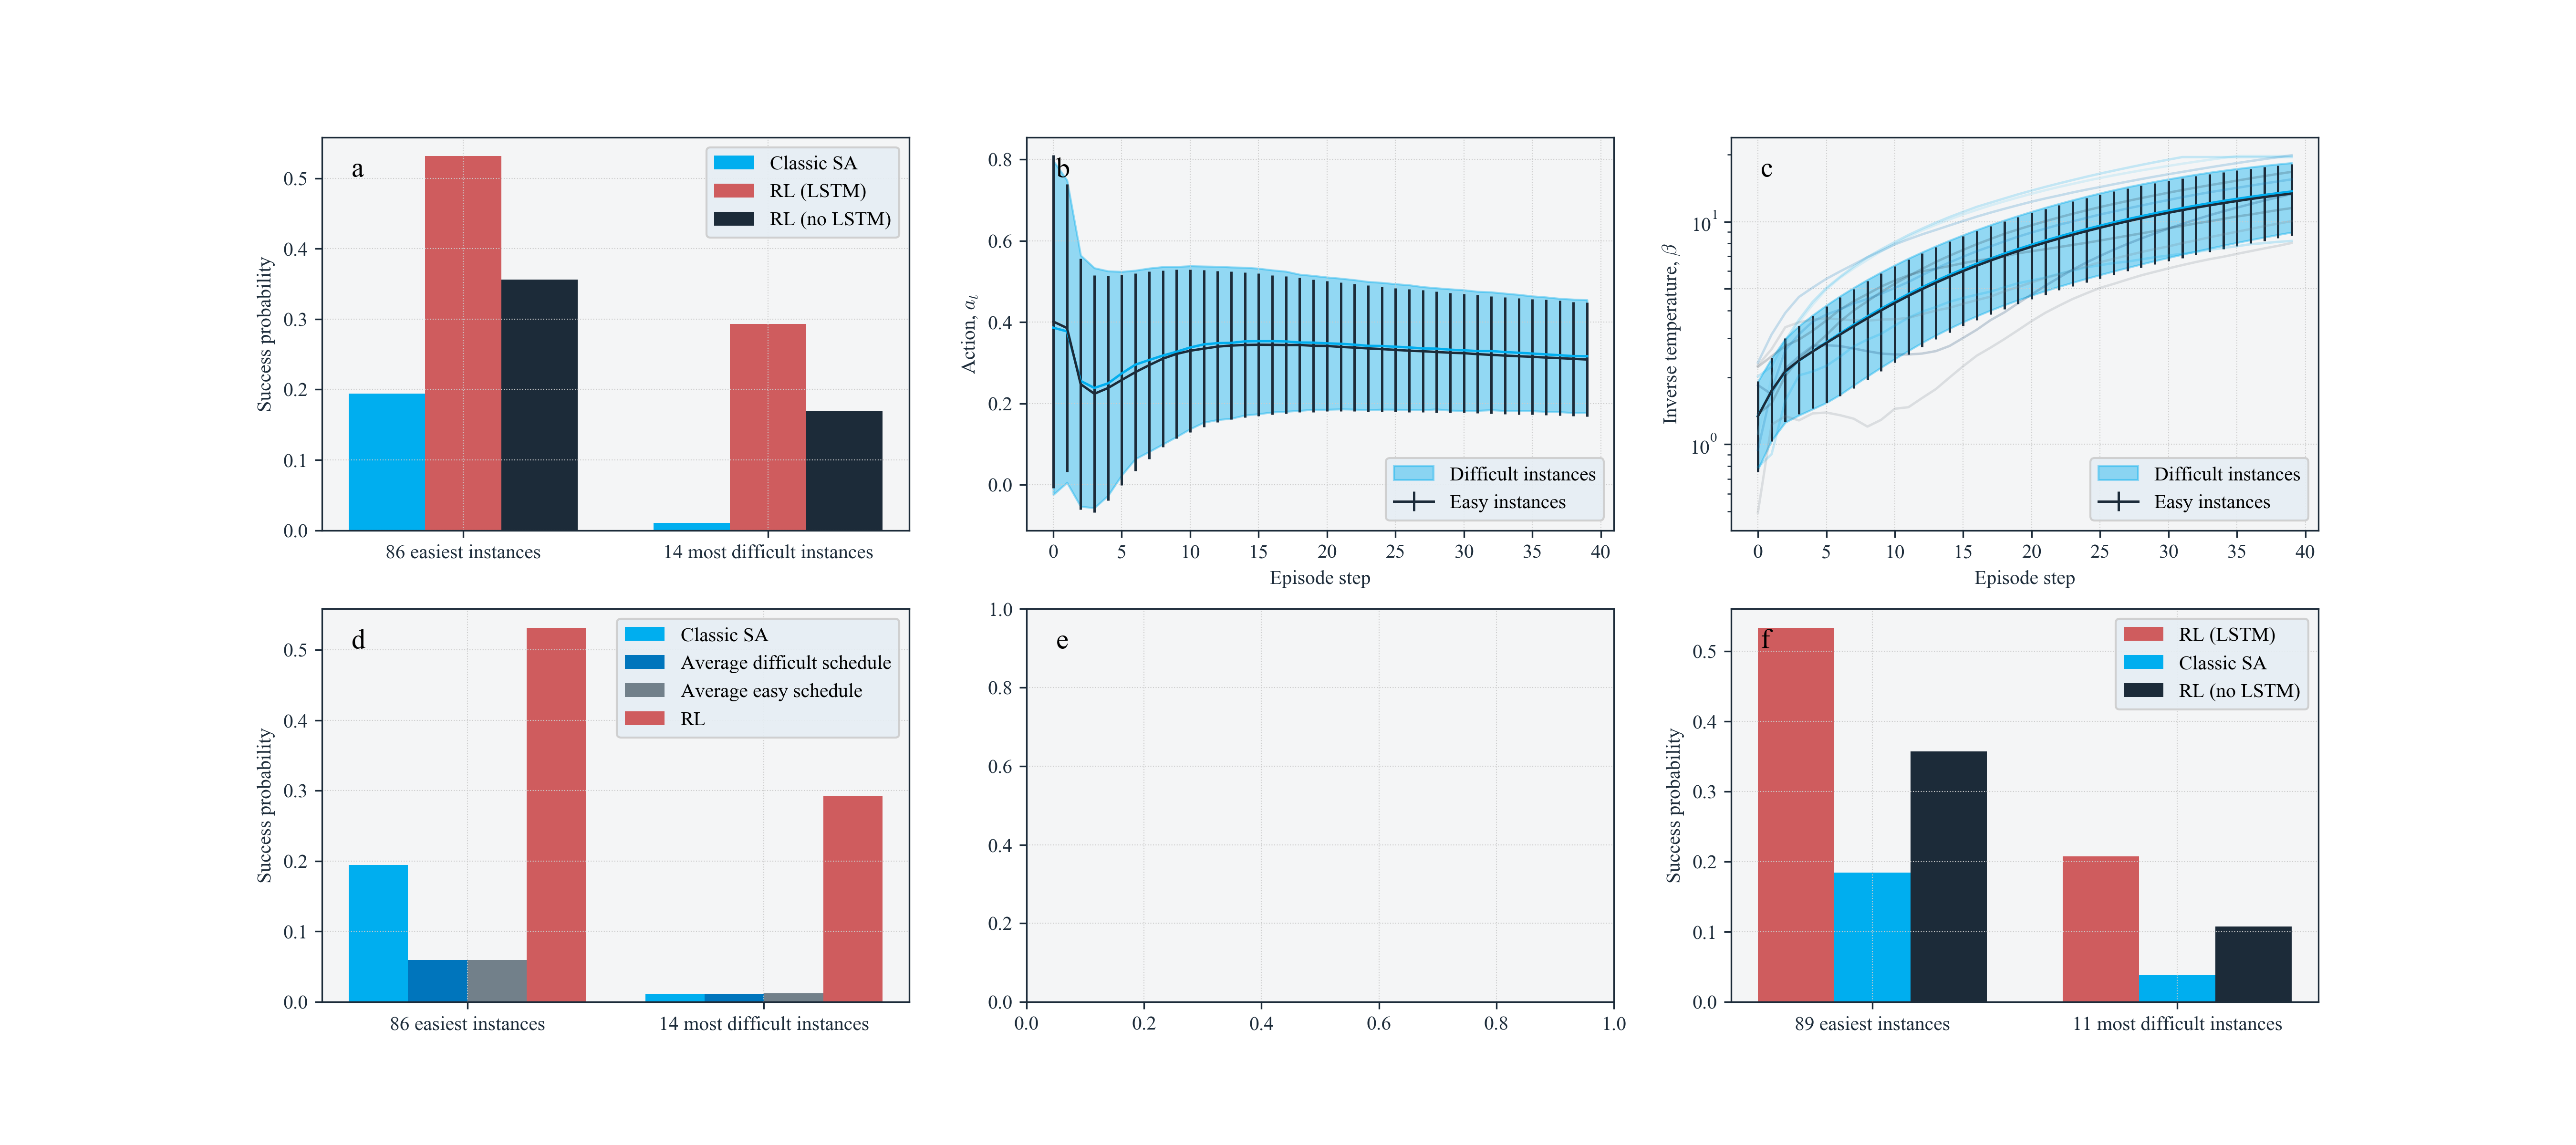 a
Classic SA
RL (LSTM)
RL (no LSTM)
Success probability
0.5
0.4
0.3
0.2
0.1
0.0
86 easiest instances
14 most difficult instances
b
Action, a_t
0.8
0.6
0.4
0.2
0.0
Difficult instances
Easy instances
0 5 10 15 20 25 30 35 40
Episode step
c
Inverse temperature, β
10^1
10^0
Difficult instances
Easy instances
0 5 10 15 20 25 30 35 40
Episode step
d
Classic SA
Average difficult schedule
Average easy schedule
RL
Success probability
0.5
0.4
0.3
0.2
0.1
0.0
86 easiest instances
14 most difficult instances
e
1.0
0.8
0.6
0.4
0.2
0.0
0.0 0.2 0.4 0.6 0.8 1.0
f
RL (LSTM)
Classic SA
RL (no LSTM)
Success probability
0.5
0.4
0.3
0.2
0.1
0.0
89 easiest instances
11 most difficult instances